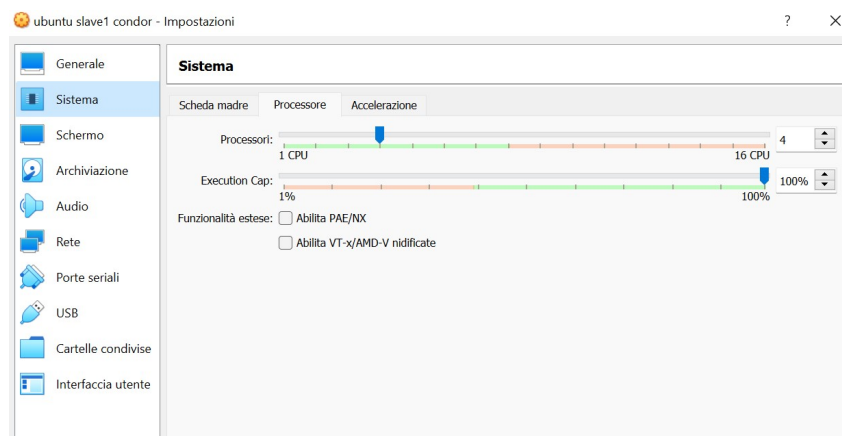 ubuntu slave1 condor - Impostazioni ? ×
Generale
Sistema
Schermo
Archiviazione
Audio
Rete
Porte seriali
USB
Cartelle condivise
Interfaccia utente
Sistema
Scheda madre Processore Accelerazione
Processori: 4
1 CPU 16 CPU
Execution Cap: 100%
1% 100%
Funzionalità estese: Abilita PAE/NX
Abilita VT-x/AMD-V nidificate